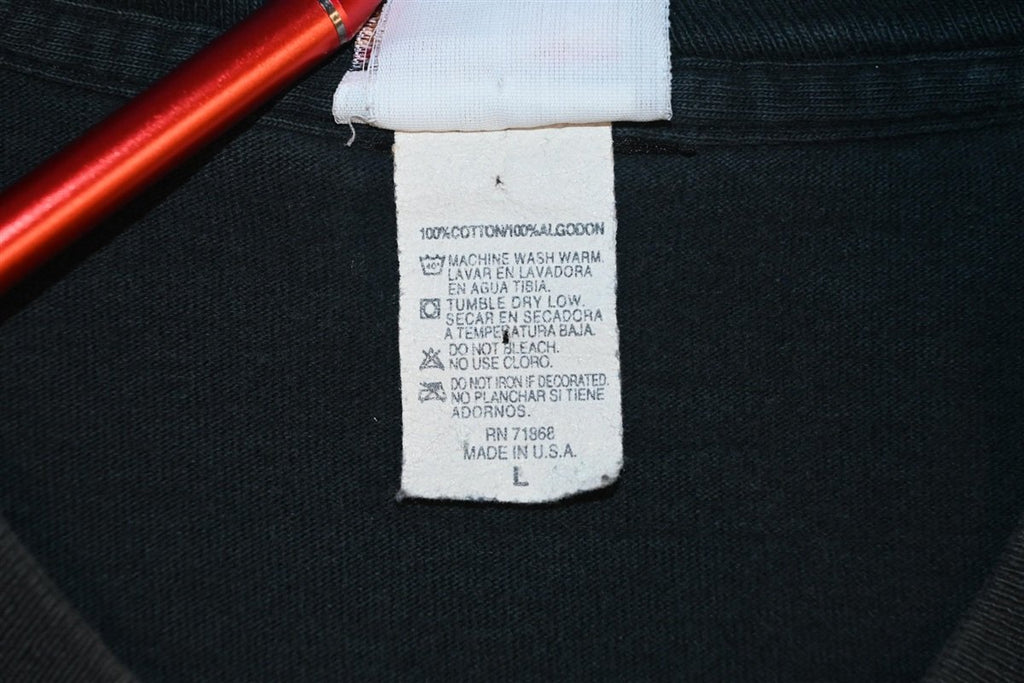 100%COTTON/100%ALGODON
40
MACHINE WASH WARM.
LAVAR EN LAVADORA
EN AGUA TIBIA.
TUMBLE DRY LOW.
SECAR EN SECADORA
A TEMPERATURA BAJA.
DO NOT BLEACH.
NO USE CLORO.
DO NOT IRON IF DECORATED.
NO PLANCHAR SI TIENE
ADORNOS.
RN 71868
MADE IN U.S.A.
L